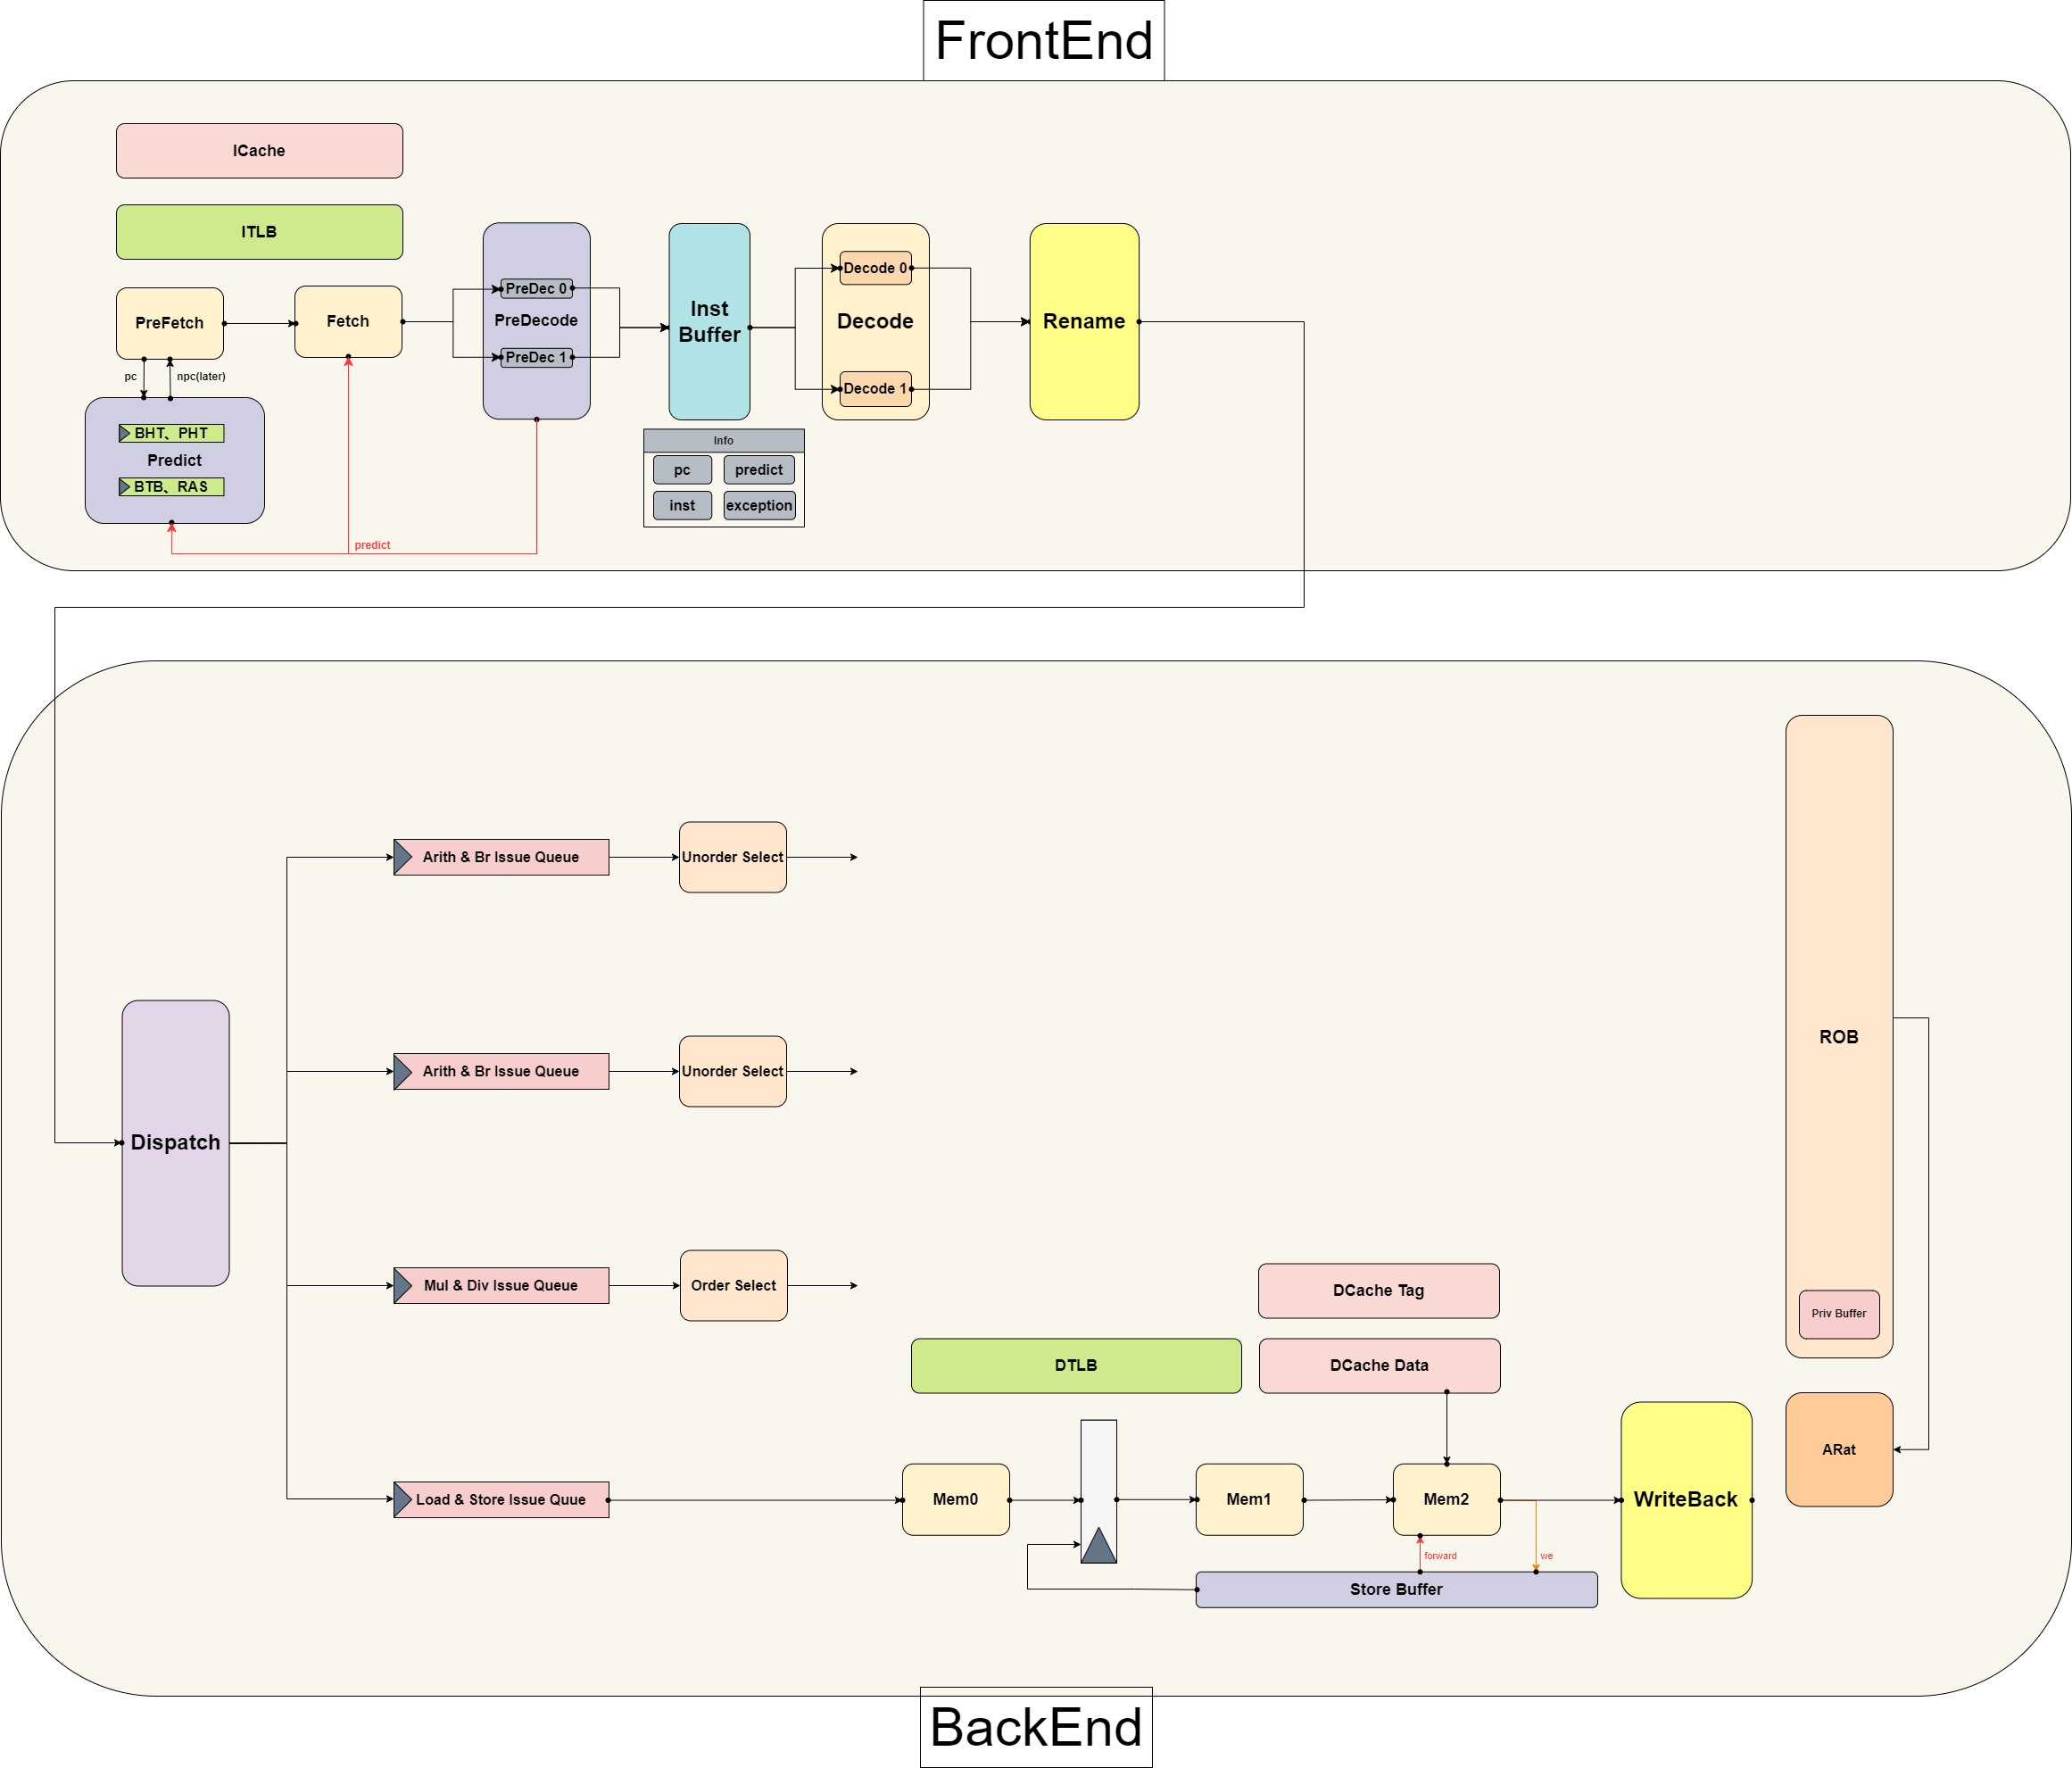 FrontEnd
ICache
ITLB
PreFetch
Fetch
PreDec 0
PreDecode
PreDec 1
Inst
Buffer
Decode 0
Decode
Decode 1
Rename
pc
npc(later)
BHT、PHT
Predict
BTB、RAS
predict
Info
pc
predict
inst
exception
Arith & Br Issue Queue
Unorder Select
Arith & Br Issue Queue
Unorder Select
Dispatch
Mul & Div Issue Queue
Order Select
Load & Store Issue Quue
DTLB
DCache Tag
DCache Data
Mem0
Mem1
Mem2
forward
we
Store Buffer
WriteBack
ROB
Priv Buffer
ARat
BackEnd